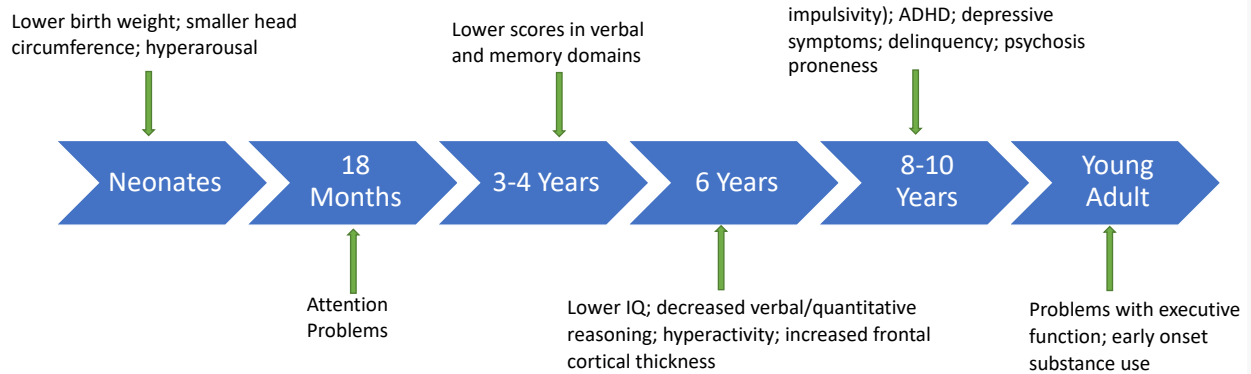 Lower birth weight; smaller head
circumference; hyperarousal
Lower scores in verbal
and memory domains
impulsivity); ADHD; depressive
symptoms; delinquency; psychosis
proneness
Neonates
18
Months
3-4 Years
6 Years
8-10
Years
Young
Adult
Attention
Problems
Lower IQ; decreased verbal/quantitative
reasoning; hyperactivity; increased frontal
cortical thickness
Problems with executive
function; early onset
substance use